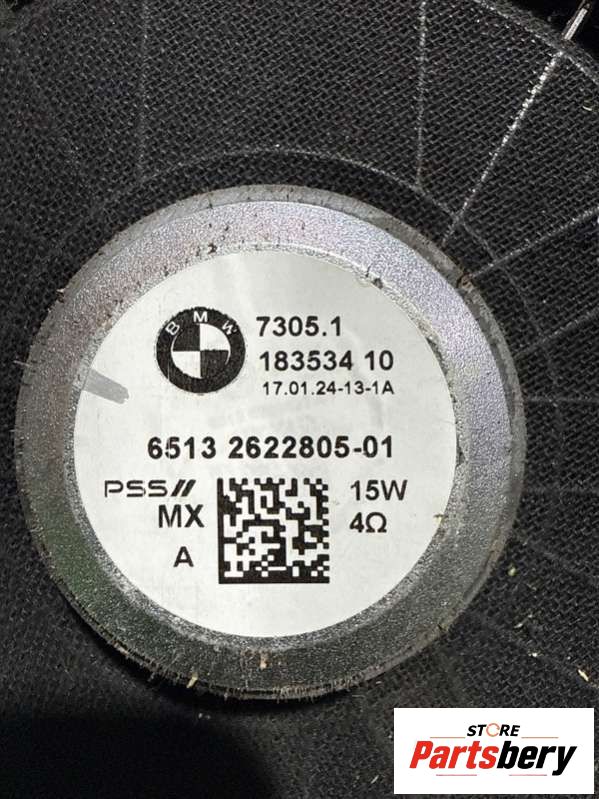 BMW
7305.1
183534 10
17.01.24-13-1A
6513 2622805-01
PSS 15W
MX 4Ω
A
STORE
Partsbery